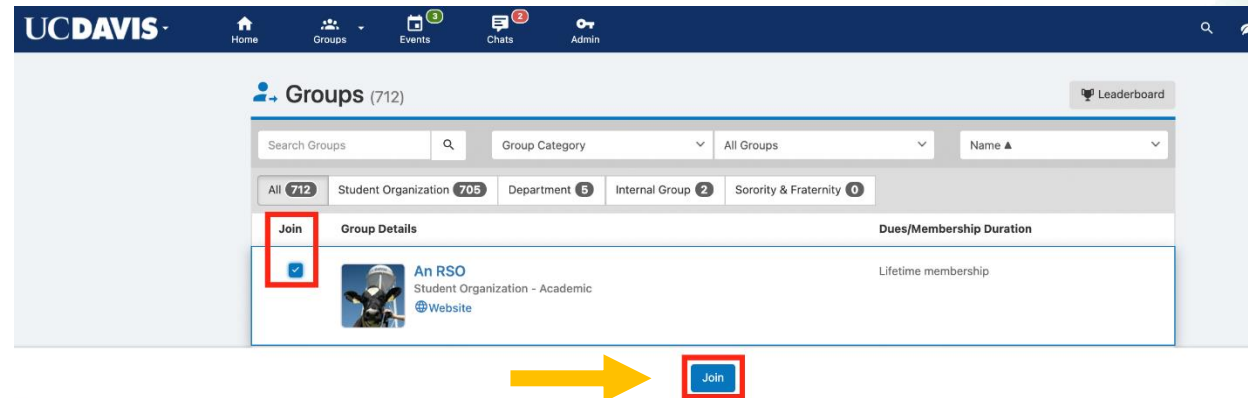 UCDAVIS
Home
Groups
3
Events
2
Chats
Admin
Groups (712)
Leaderboard
Search Groups
Group Category
All Groups
Name ▲
All 712
Student Organization 705
Department 5
Internal Group 2
Sorority & Fraternity 0
Join
Group Details
Dues/Membership Duration
An RSO
Lifetime membership
Student Organization - Academic
Website
Join